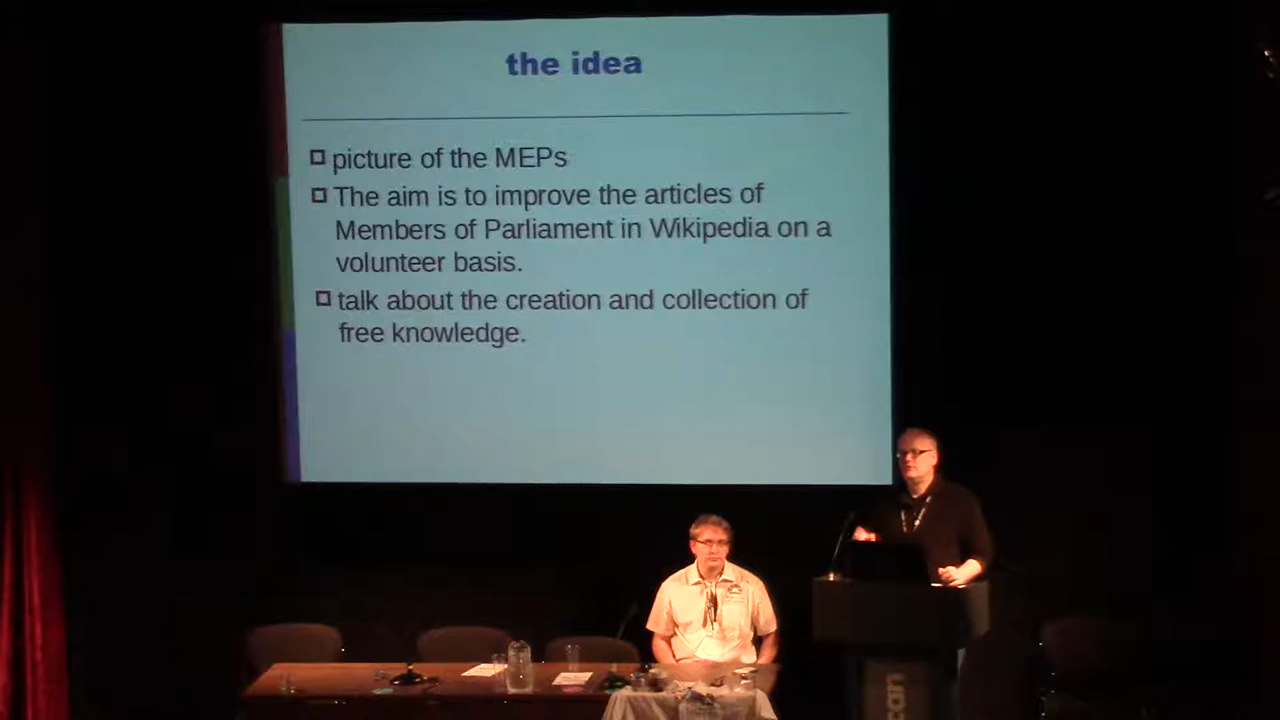 the idea
picture of the MEPs
The aim is to improve the articles of
Members of Parliament in Wikipedia on a
volunteer basis.
talk about the creation and collection of
free knowledge.
can